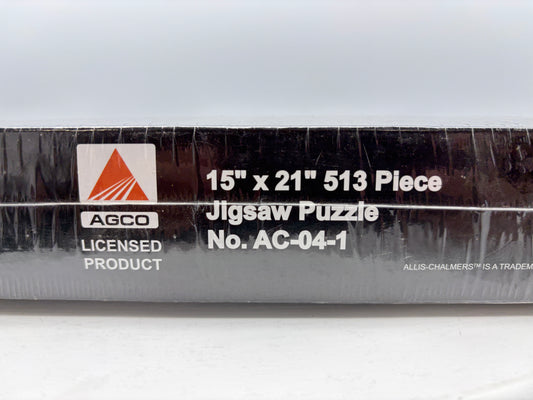 15" x 21" 513 Piece
Jigsaw Puzzle
No. AC-04-1
AGCO
LICENSED
PRODUCT
ALLIS-CHALMERS™ IS A TRADEM